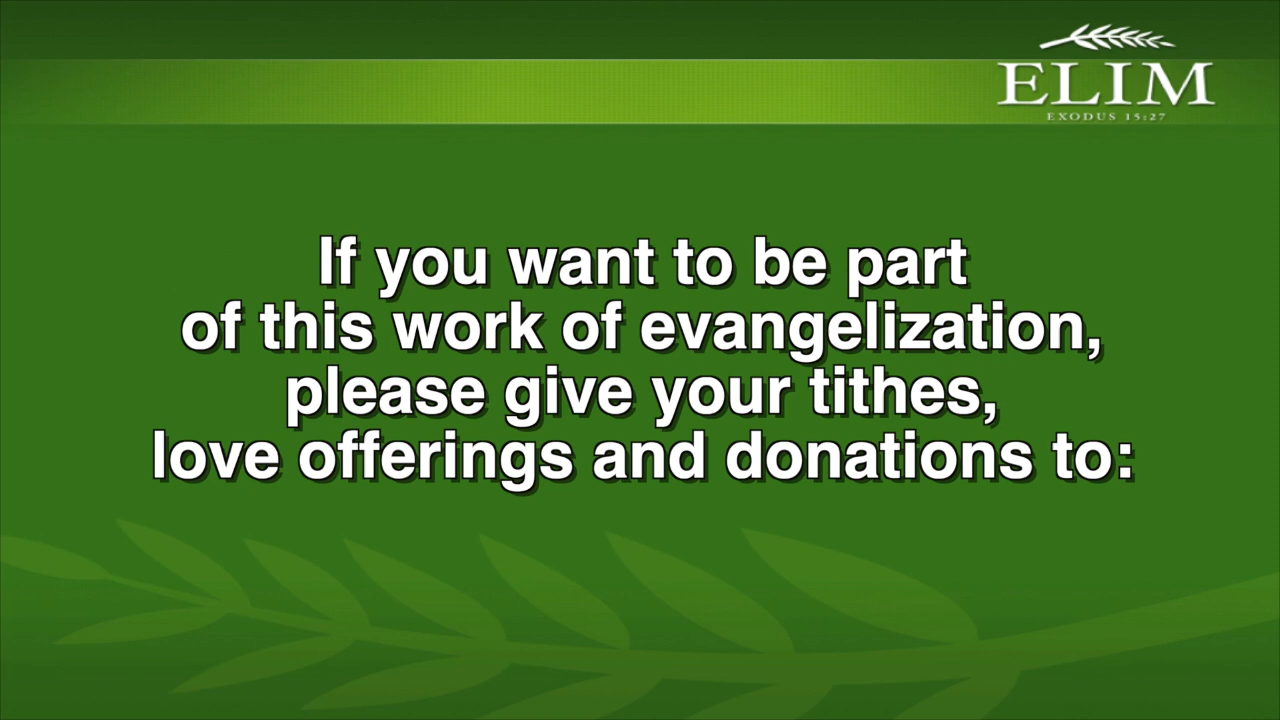 ELIM
EXODUS 15:27
If you want to be part
of this work of evangelization,
please give your tithes,
love offerings and donations to: